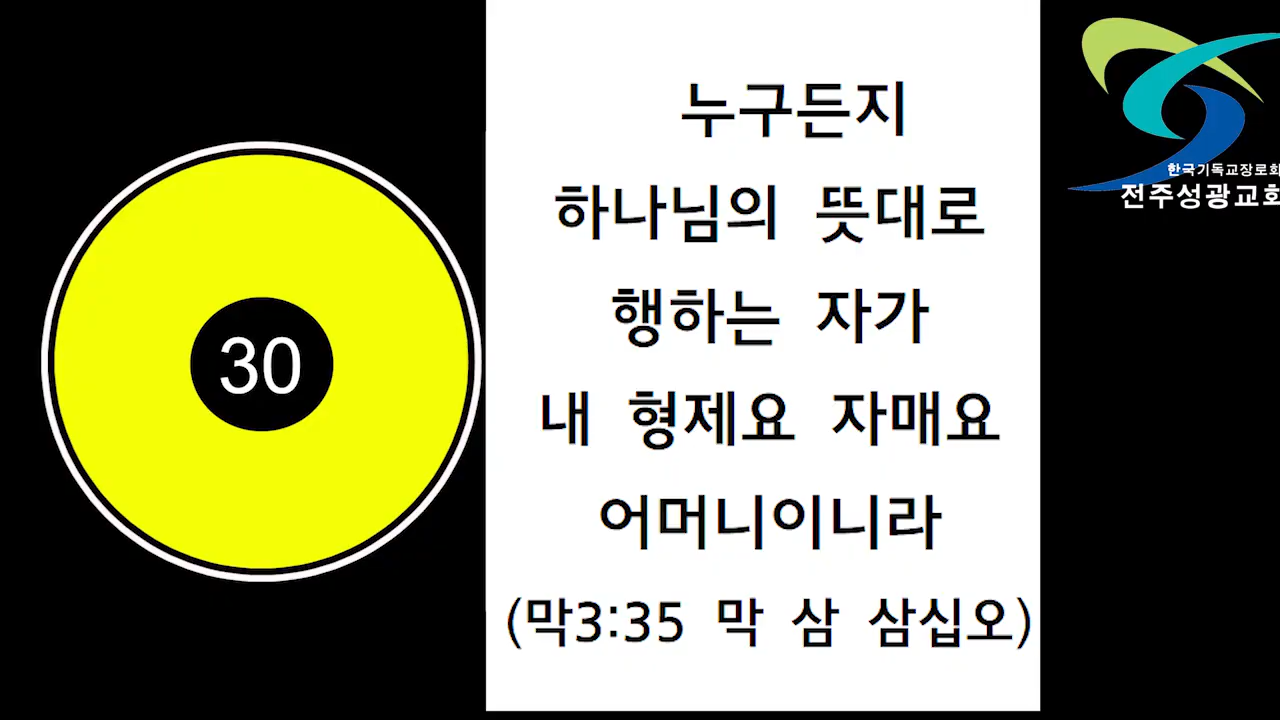 30
누구든지
하나님의 뜻대로
행하는 자가
내 형제요 자매요
어머니이니라
(막3:35 막 삼 삼십오)
한국기독교장로회
전주성광교회